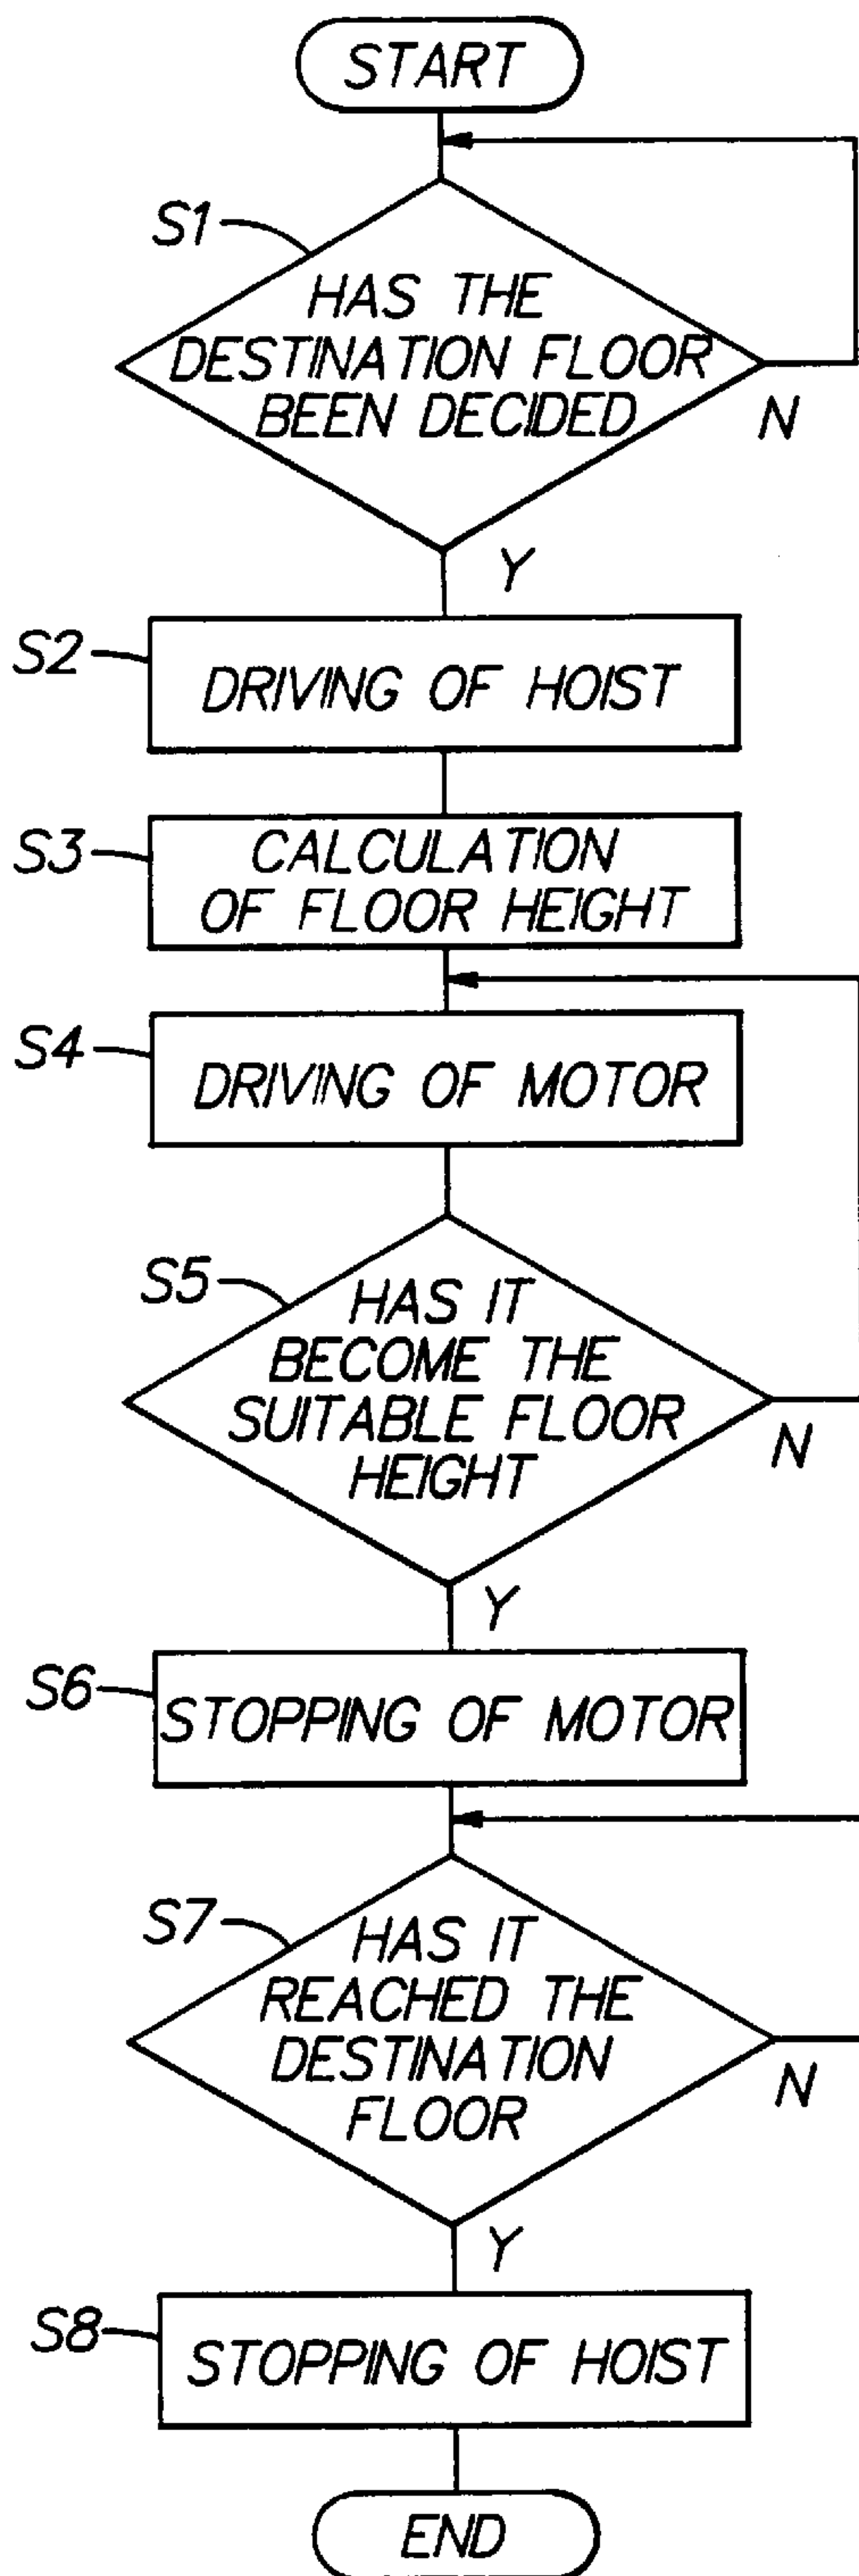 START
S1
HAS THE
DESTINATION FLOOR
BEEN DECIDED
N
Y
S2
DRIVING OF HOIST
S3
CALCULATION
OF FLOOR HEIGHT
S4
DRIVING OF MOTOR
S5
HAS IT
BECOME THE
SUITABLE FLOOR
HEIGHT
N
Y
S6
STOPPING OF MOTOR
S7
HAS IT
REACHED THE
DESTINATION
FLOOR
N
Y
S8
STOPPING OF HOIST
END